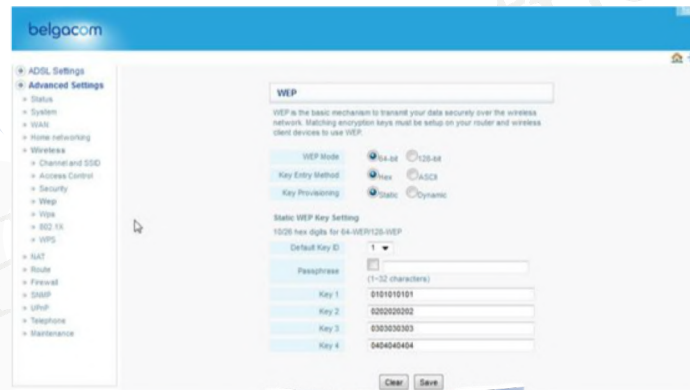 belgacom
ADSL Settings
Advanced Settings
Status
System
WAN
Home networking
Wireless
Channel and SSID
Access Control
Security
Wep
Wpa
802.1X
WPS
NAT
Route
Firewall
SNMP
UPnP
Telephone
Maintenance
WEP
WEP is the basic mechanism to transmit your data securely over the wireless
network. Matching encryption keys must be setup on your router and wireless
client devices to use WEP.
WEP Mode 64-bit 128-bit
Key Entry Method Hex ASCII
Key Provisioning Static Dynamic
Static WEP Key Setting
10/26 hex digits for 64-WEP/128-WEP
Default Key ID 1
Passphrase
(1~32 characters)
Key 1 0101010101
Key 2 0202020202
Key 3 0303030303
Key 4 0404040404
Clear Save